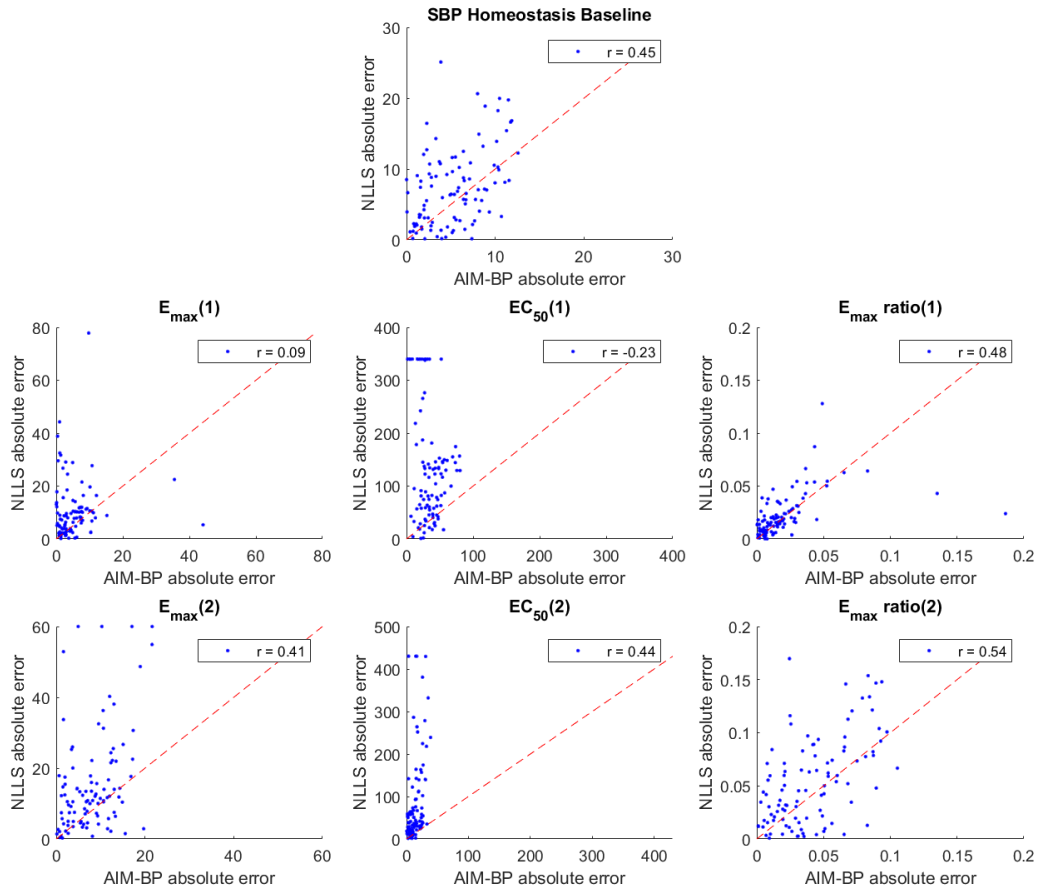 SBP Homeostasis Baseline
30
20
10
0
NLLS absolute error
r = 0.45
0 10 20 30
AIM-BP absolute error
E_max(1)
80
60
40
20
0
NLLS absolute error
r = 0.09
0 20 40 60 80
AIM-BP absolute error
EC_50(1)
400
300
200
100
0
NLLS absolute error
r = -0.23
0 100 200 300 400
AIM-BP absolute error
E_max ratio(1)
0.2
0.15
0.1
0.05
0
NLLS absolute error
r = 0.48
0 0.05 0.1 0.15 0.2
AIM-BP absolute error
E_max(2)
60
40
20
0
NLLS absolute error
r = 0.41
0 20 40 60
AIM-BP absolute error
EC_50(2)
500
400
300
200
100
0
NLLS absolute error
r = 0.44
0 100 200 300 400
AIM-BP absolute error
E_max ratio(2)
0.2
0.15
0.1
0.05
0
NLLS absolute error
r = 0.54
0 0.05 0.1 0.15 0.2
AIM-BP absolute error